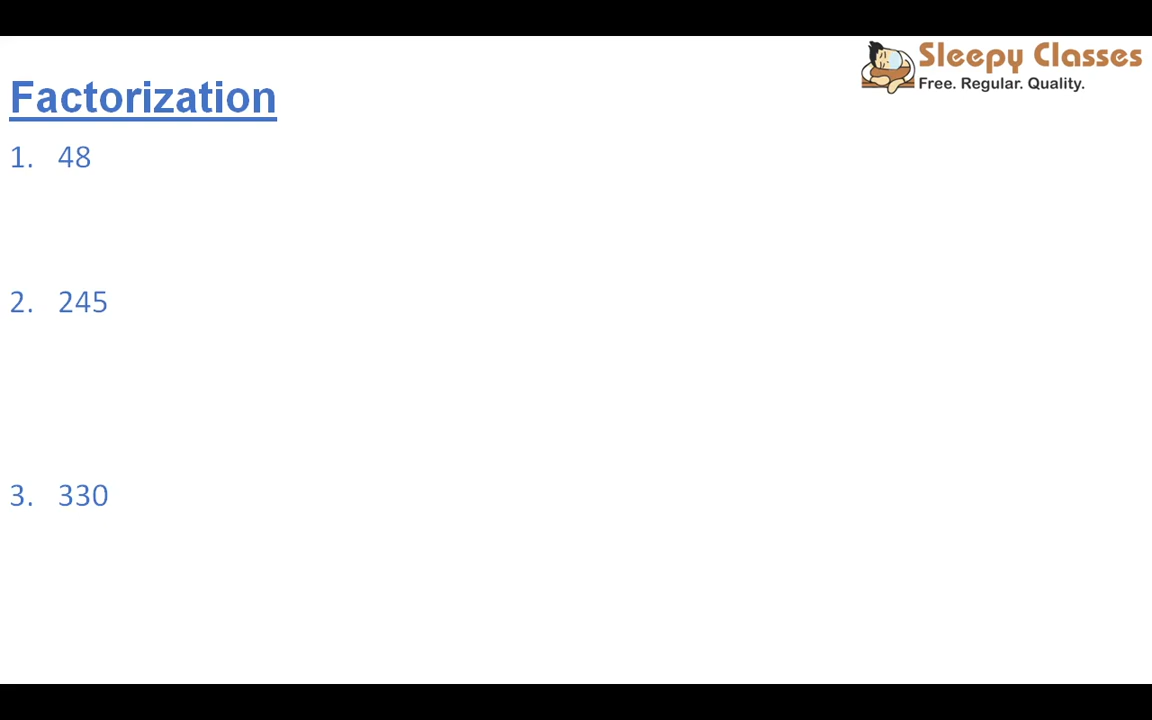 Sleepy Classes
Free. Regular. Quality.
Factorization
1. 48
2. 245
3. 330